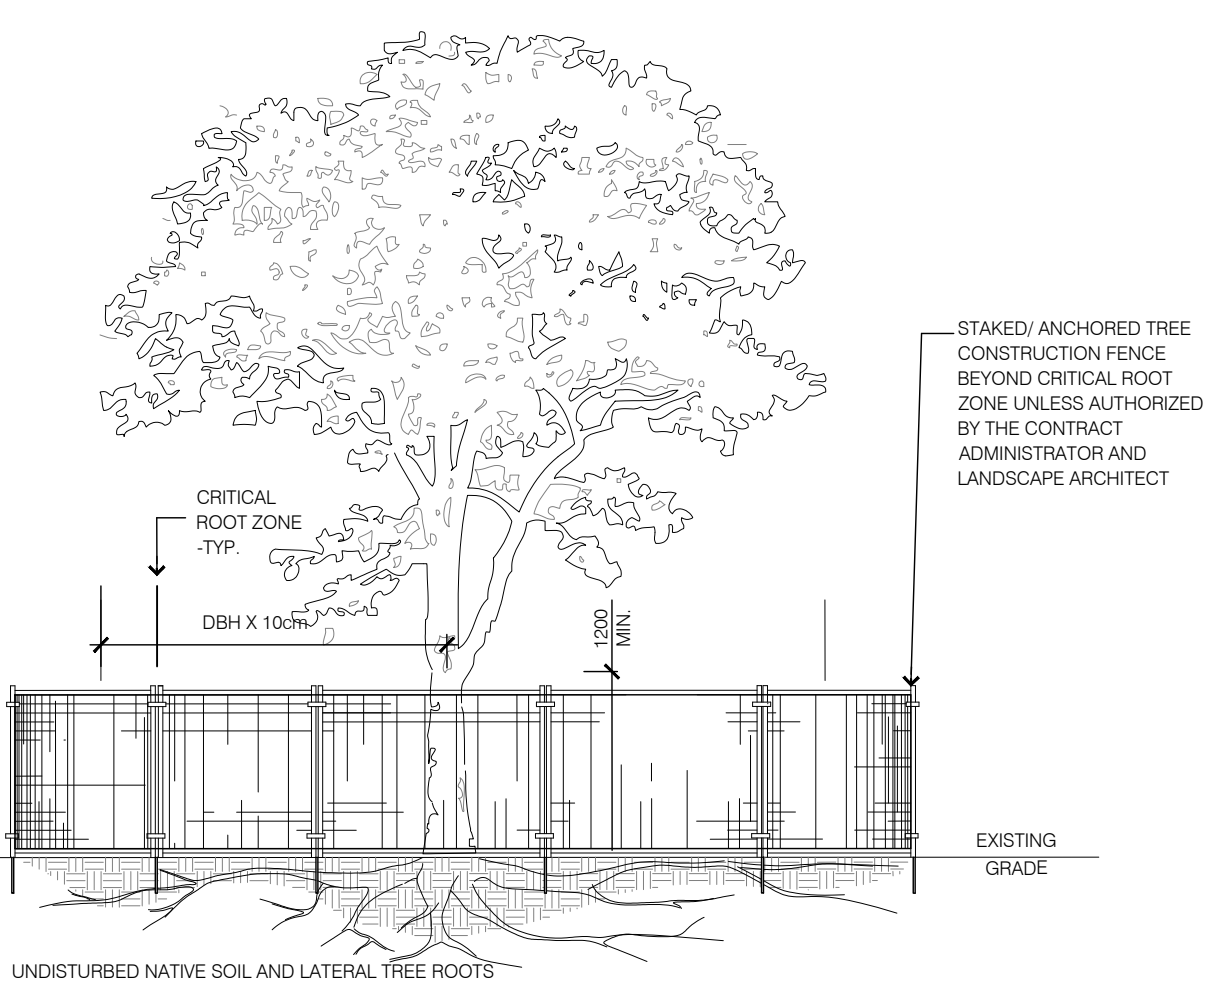 STAKED/ ANCHORED TREE
CONSTRUCTION FENCE
BEYOND CRITICAL ROOT
ZONE UNLESS AUTHORIZED
BY THE CONTRACT
ADMINISTRATOR AND
LANDSCAPE ARCHITECT
CRITICAL
ROOT ZONE
-TYP.
DBH X 10cm
1200
MIN.
EXISTING
GRADE
UNDISTURBED NATIVE SOIL AND LATERAL TREE ROOTS